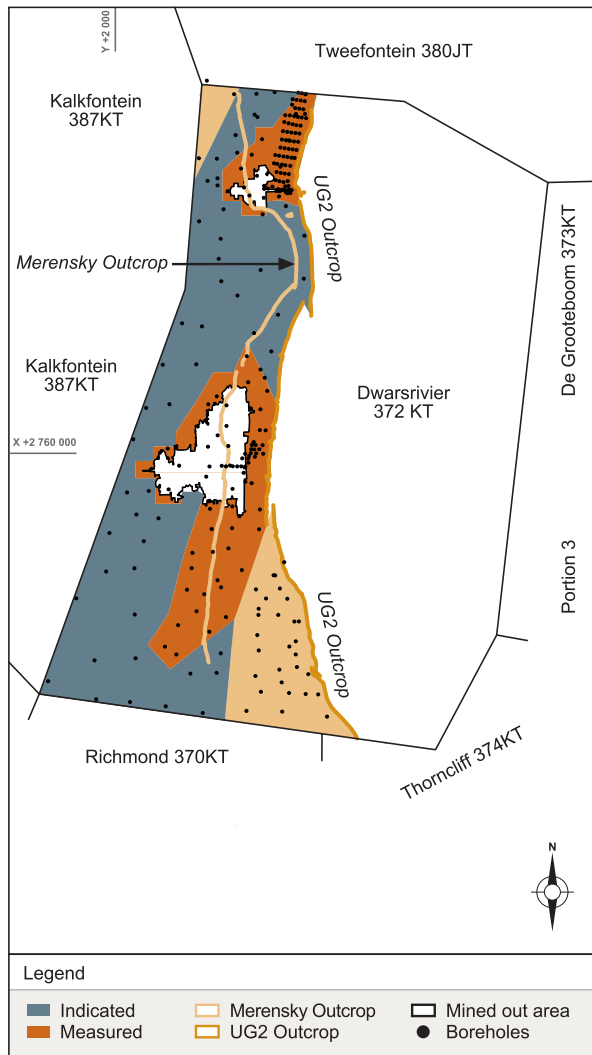 Y +2 000
Tweefontein 380JT
Kalkfontein
387KT
UG2 Outcrop
De Grooteboom 373KT
Merensky Outcrop
Kalkfontein
387KT
Dwarsrivier
372 KT
X +2 760 000
Portion 3
UG2 Outcrop
Richmond 370KT
Thorncliff 374KT
N
Legend
Indicated
Measured
Merensky Outcrop
UG2 Outcrop
Mined out area
Boreholes